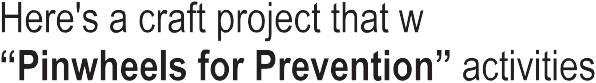 Here's a craft project that w
“Pinwheels for Prevention” activities